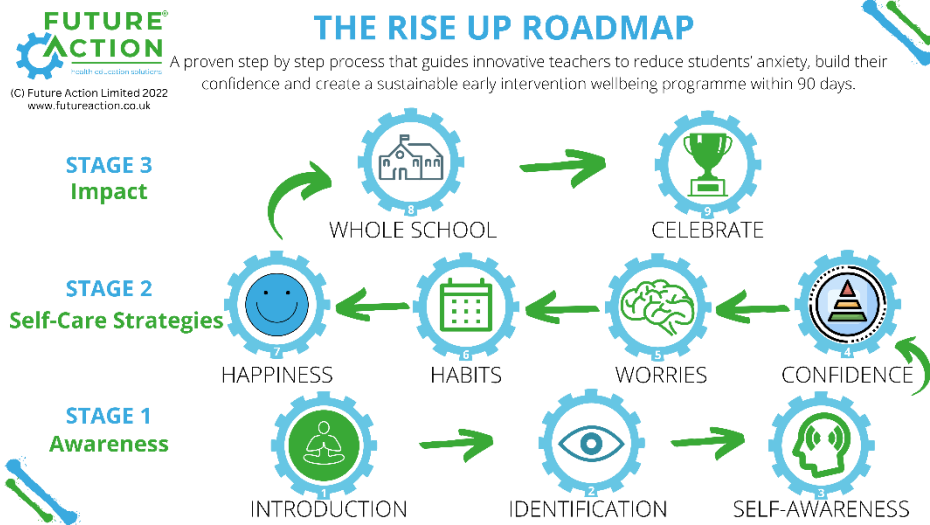 FUTURE®
ACTION
health education solutions
(C) Future Action Limited 2022
www.futureaction.co.uk
THE RISE UP ROADMAP
A proven step by step process that guides innovative teachers to reduce students' anxiety, build their
confidence and create a sustainable early intervention wellbeing programme within 90 days.
STAGE 3
Impact
8
WHOLE SCHOOL
9
CELEBRATE
STAGE 2
Self-Care Strategies
7
HAPPINESS
6
HABITS
5
WORRIES
4
CONFIDENCE
STAGE 1
Awareness
1
INTRODUCTION
2
IDENTIFICATION
3
SELF-AWARENESS